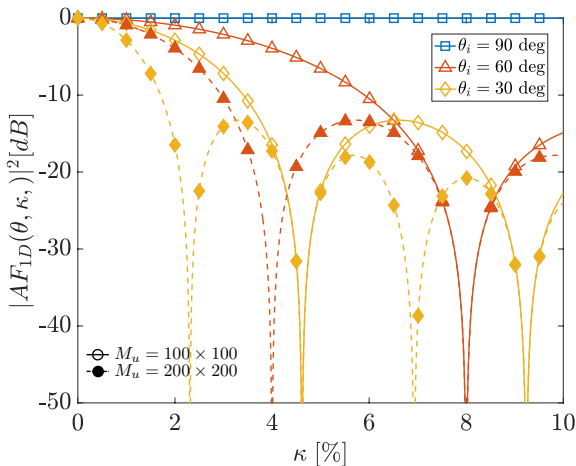 0
-10
-20
-30
-40
-50
0
2
4
6
8
10
κ [%]
|AF₁D(θ, κ, )|² [dB]
θᵢ = 90 deg
θᵢ = 60 deg
θᵢ = 30 deg
Mᵤ = 100 × 100
Mᵤ = 200 × 200